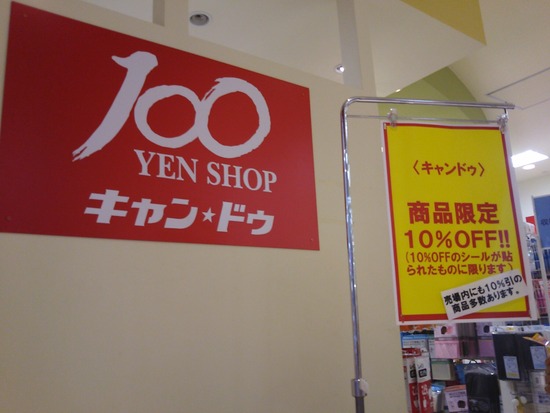 100
YEN SHOP
キャン★ドゥ
〈キャンドゥ〉
商品限定
10%OFF!!
(10%OFFのシールが貼
られたものに限ります)
売場内にも10%引の
商品多数あります。